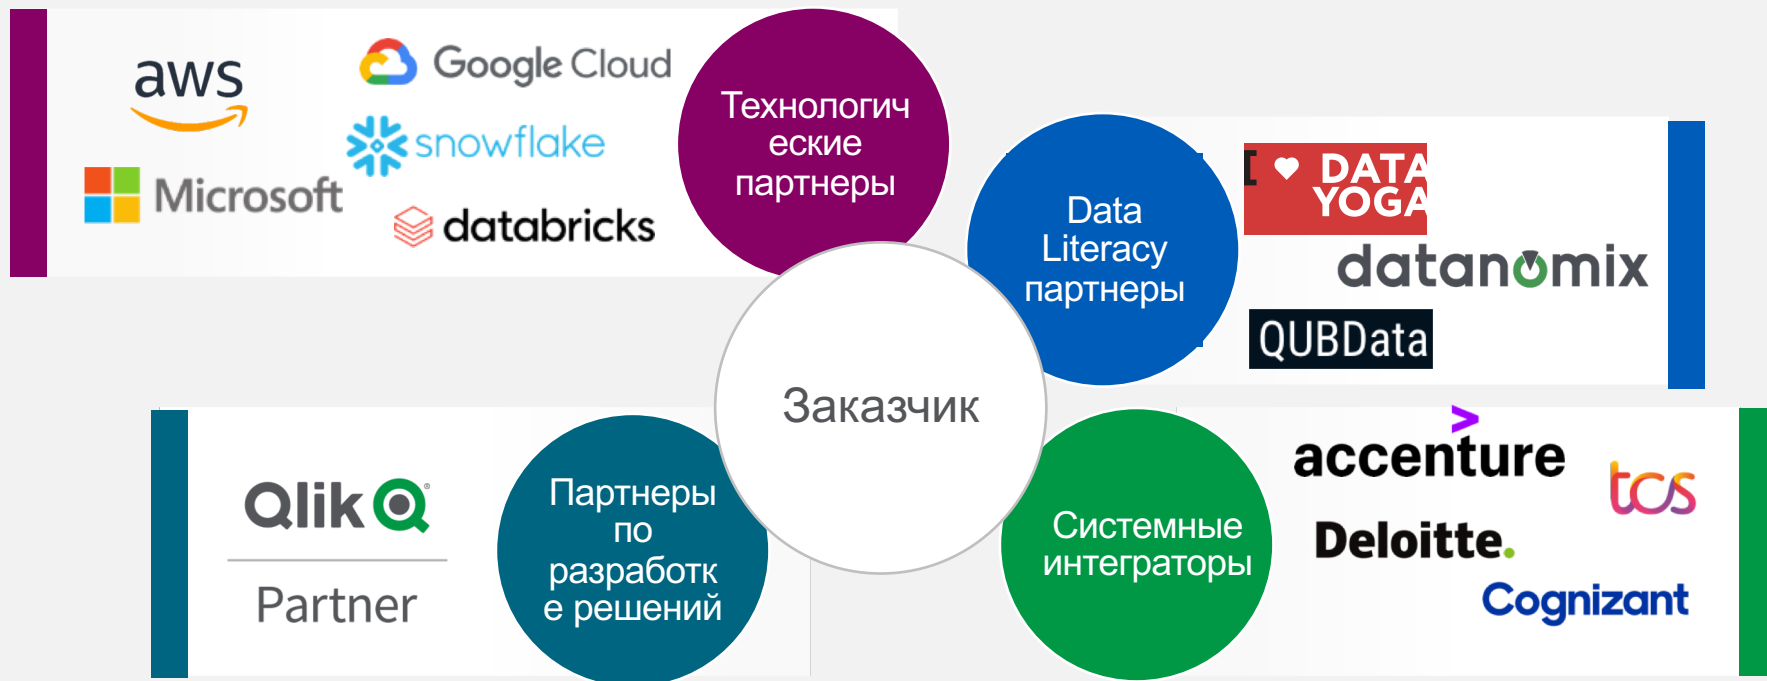 aws
Google Cloud
snowflake
Microsoft
databricks
Технологич
еские
партнеры
Data
Literacy
партнеры
I ♥ DATA
YOGA
datanomix
QUBData
Заказчик
Qlik
Partner
Партнеры
по
разработк
е решений
Системные
интеграторы
accenture
tcs
Deloitte.
Cognizant